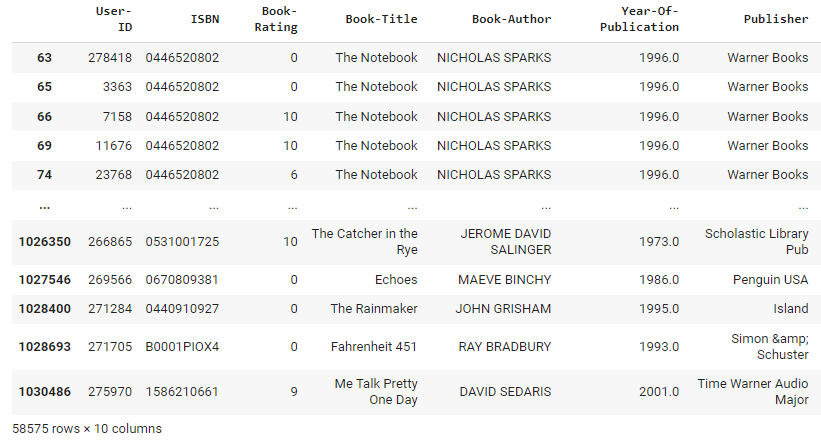 User-ID ISBN Book-Rating Book-Title Book-Author Year-Of-Publication Publisher
63 278418 0446520802 0 The Notebook NICHOLAS SPARKS 1996.0 Warner Books
65 3363 0446520802 0 The Notebook NICHOLAS SPARKS 1996.0 Warner Books
66 7158 0446520802 10 The Notebook NICHOLAS SPARKS 1996.0 Warner Books
69 11676 0446520802 10 The Notebook NICHOLAS SPARKS 1996.0 Warner Books
74 23768 0446520802 6 The Notebook NICHOLAS SPARKS 1996.0 Warner Books
... ... ... ... ... ... ... ...
1026350 266865 0531001725 10 The Catcher in the Rye JEROME DAVID SALINGER 1973.0 Scholastic Library Pub
1027546 269566 0670809381 0 Echoes MAEVE BINCHY 1986.0 Penguin USA
1028400 271284 0440910927 0 The Rainmaker JOHN GRISHAM 1995.0 Island
1028693 271705 B0001PIOX4 0 Fahrenheit 451 RAY BRADBURY 1993.0 Simon &amp; Schuster
1030486 275970 1586210661 9 Me Talk Pretty One Day DAVID SEDARIS 2001.0 Time Warner Audio Major
58575 rows × 10 columns